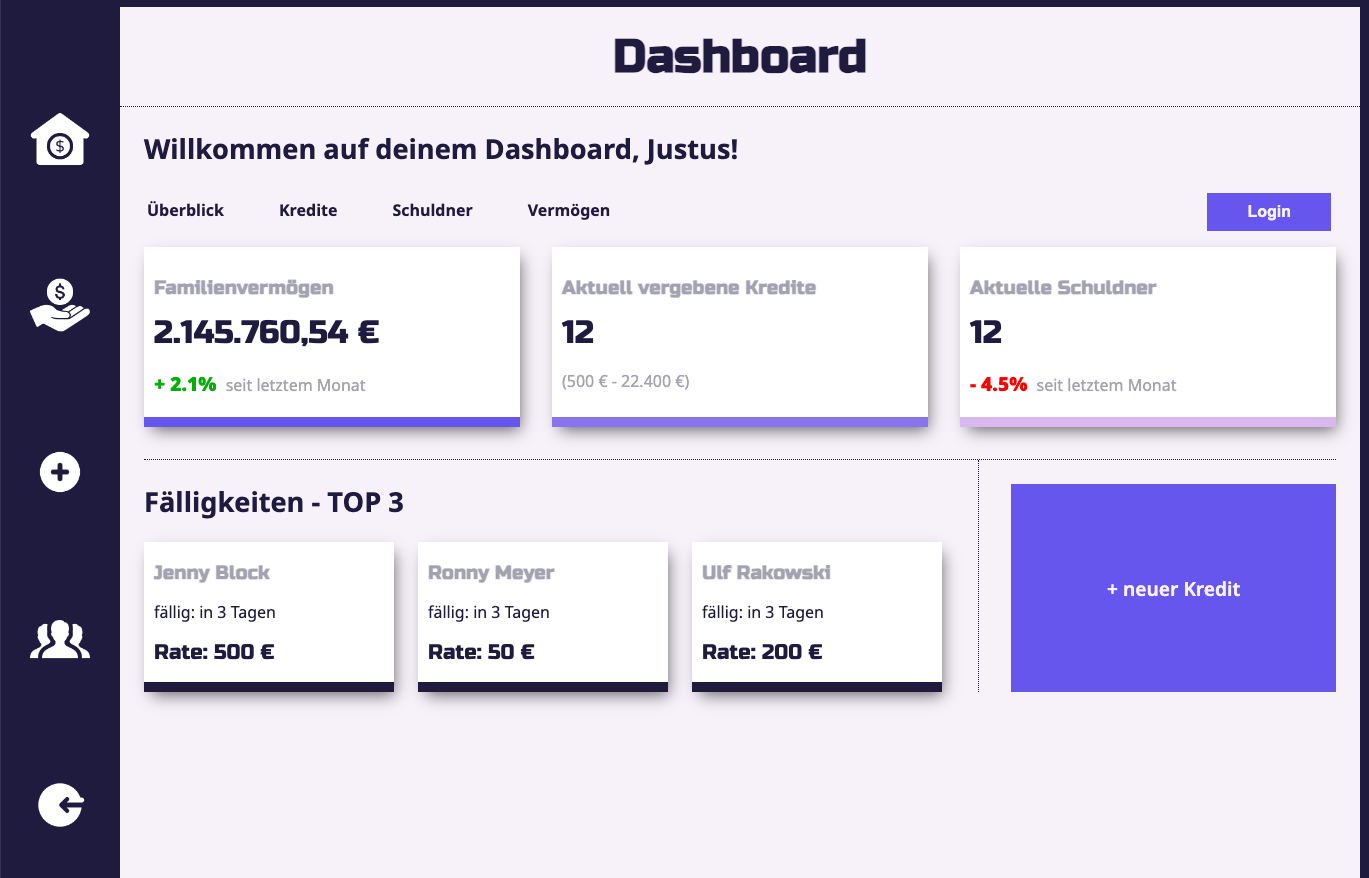 Dashboard
Willkommen auf deinem Dashboard, Justus!
Überblick Kredite Schuldner Vermögen Login
Familienvermögen
2.145.760,54 €
+ 2.1% seit letztem Monat
Aktuell vergebene Kredite
12
(500 € - 22.400 €)
Aktuelle Schuldner
12
- 4.5% seit letztem Monat
Fälligkeiten - TOP 3
Jenny Block
fällig: in 3 Tagen
Rate: 500 €
Ronny Meyer
fällig: in 3 Tagen
Rate: 50 €
Ulf Rakowski
fällig: in 3 Tagen
Rate: 200 €
+ neuer Kredit
$
$